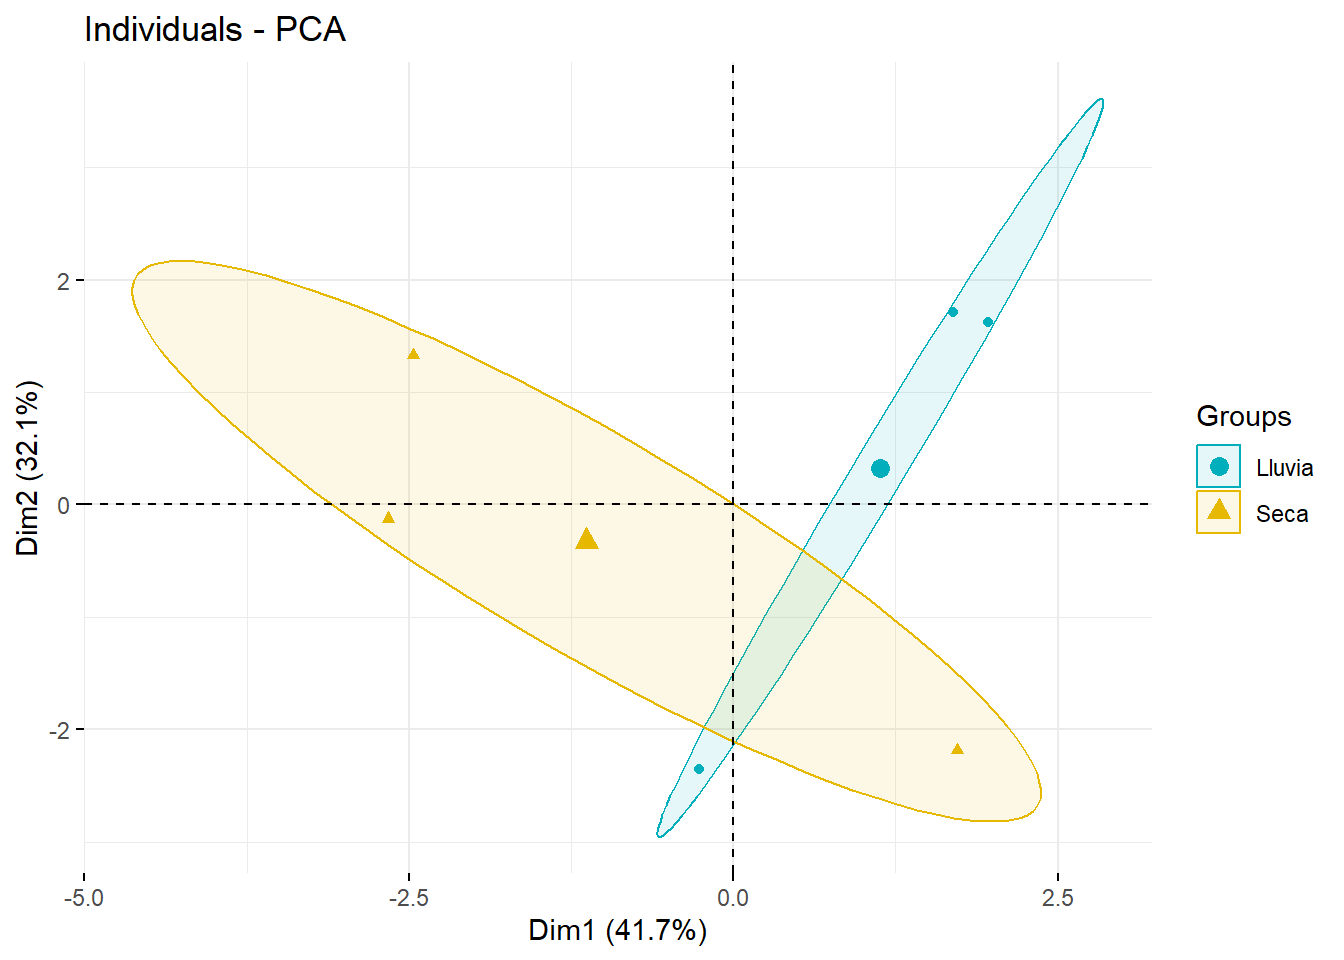 Individuals - PCA
2
0
-2
Dim2 (32.1%)
-5.0
-2.5
0.0
2.5
Dim1 (41.7%)
Groups
Lluvia
Seca